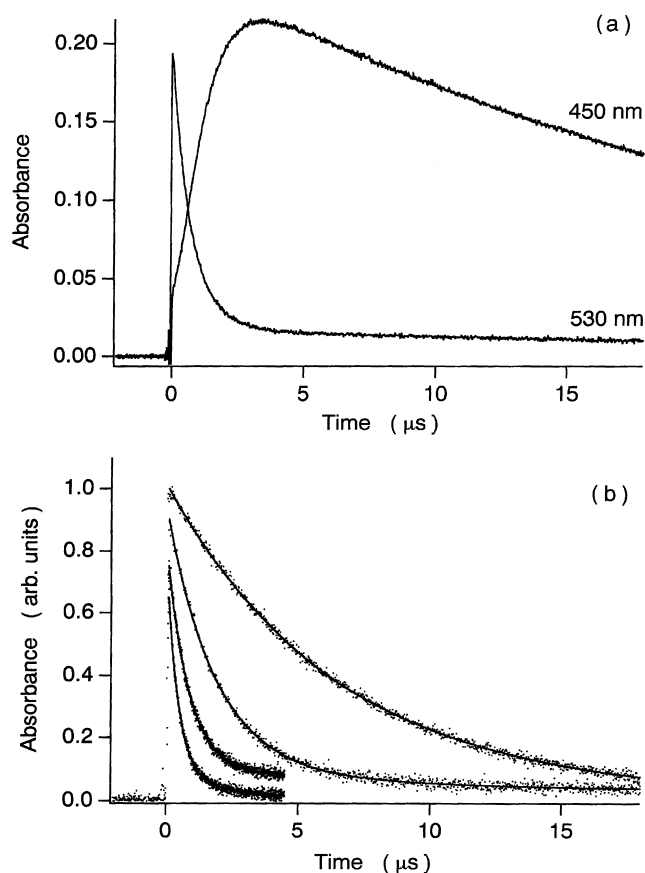 (a)
0.20
0.15
0.10
0.05
0.00
Absorbance
450 nm
530 nm
0 5 10 15
Time ( μs )
(b)
1.0
0.8
0.6
0.4
0.2
0.0
Absorbance ( arb. units )
0 5 10 15
Time ( μs )